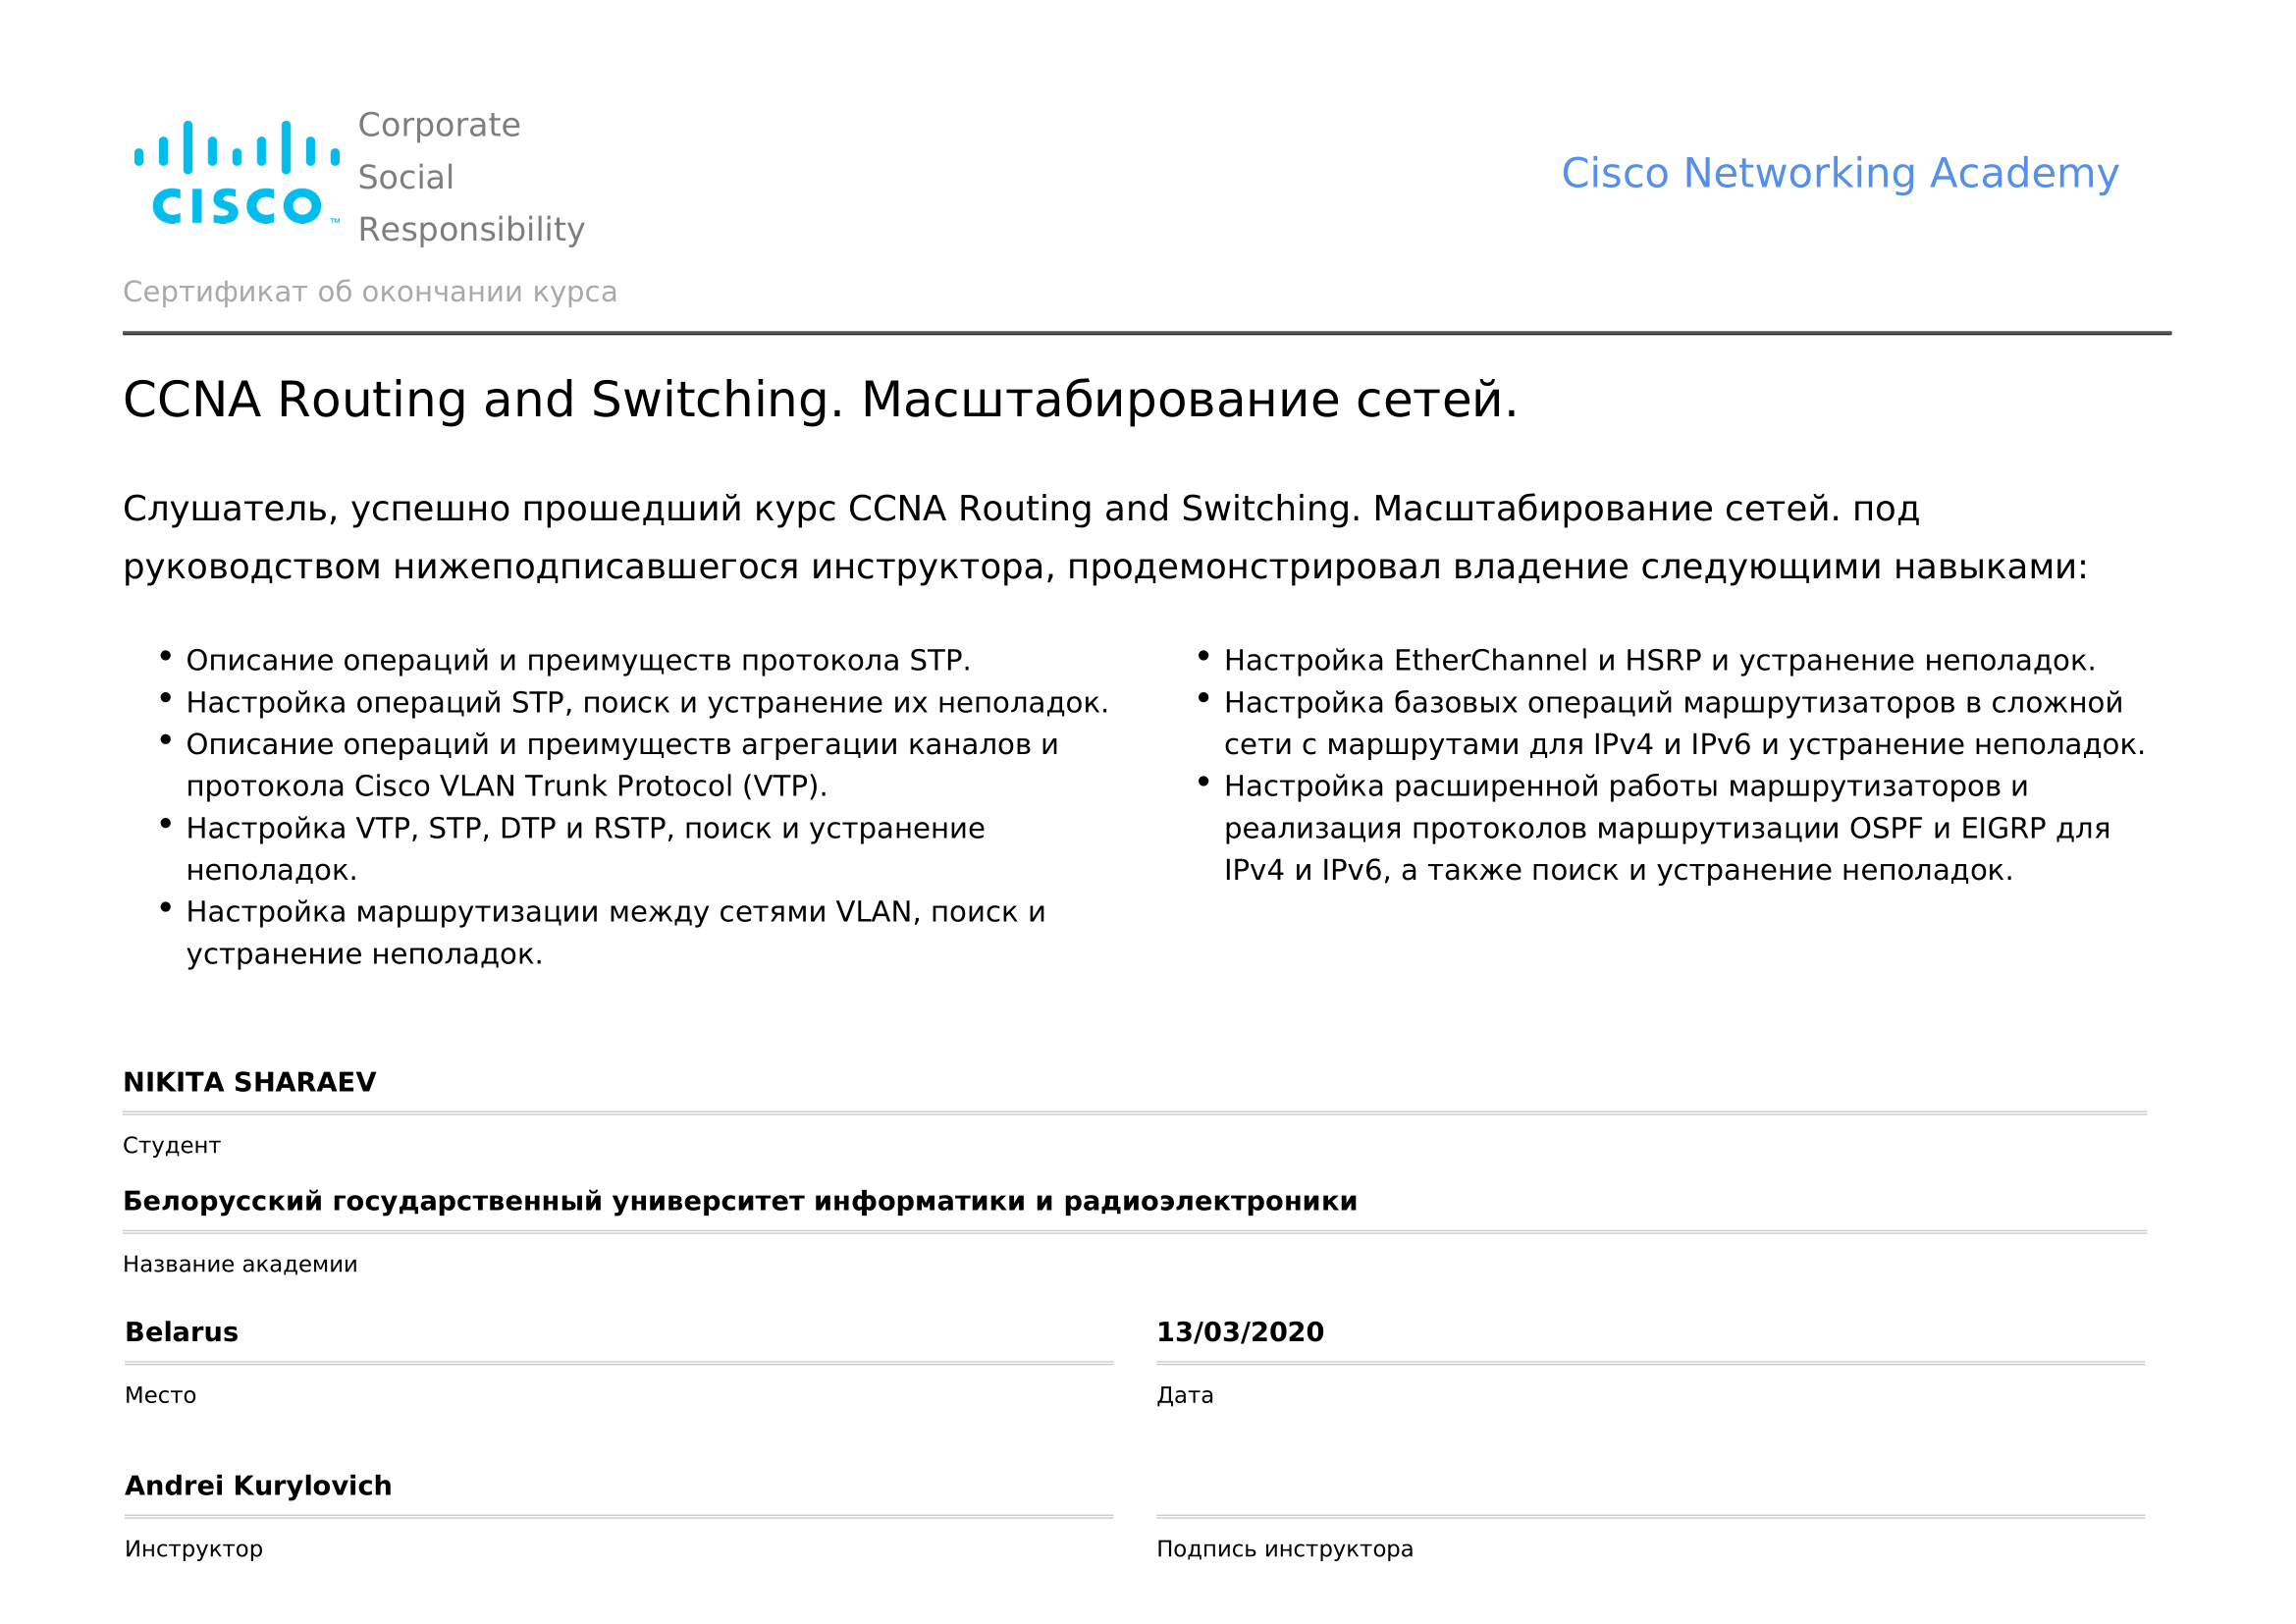 cisco™
Corporate
Social
Responsibility
Cisco Networking Academy
Сертификат об окончании курса
CCNA Routing and Switching. Масштабирование сетей.
Слушатель, успешно прошедший курс CCNA Routing and Switching. Масштабирование сетей. под
руководством нижеподписавшегося инструктора, продемонстрировал владение следующими навыками:
• Описание операций и преимуществ протокола STP.
• Настройка операций STP, поиск и устранение их неполадок.
• Описание операций и преимуществ агрегации каналов и
протокола Cisco VLAN Trunk Protocol (VTP).
• Настройка VTP, STP, DTP и RSTP, поиск и устранение
неполадок.
• Настройка маршрутизации между сетями VLAN, поиск и
устранение неполадок.
• Настройка EtherChannel и HSRP и устранение неполадок.
• Настройка базовых операций маршрутизаторов в сложной
сети с маршрутами для IPv4 и IPv6 и устранение неполадок.
• Настройка расширенной работы маршрутизаторов и
реализация протоколов маршрутизации OSPF и EIGRP для
IPv4 и IPv6, а также поиск и устранение неполадок.
NIKITA SHARAEV
Студент
Белорусский государственный университет информатики и радиоэлектроники
Название академии
Belarus
Место
13/03/2020
Дата
Andrei Kurylovich
Инструктор
Подпись инструктора